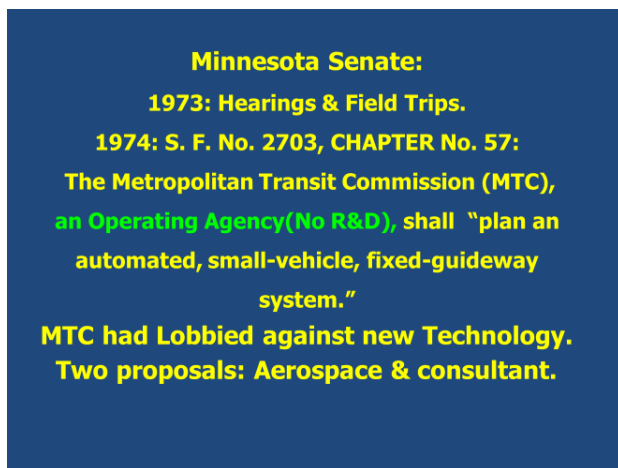 Minnesota Senate:
1973: Hearings & Field Trips.
1974: S. F. No. 2703, CHAPTER No. 57:
The Metropolitan Transit Commission (MTC),
an Operating Agency(No R&D), shall “plan an
automated, small-vehicle, fixed-guideway
system.”
MTC had Lobbied against new Technology.
Two proposals: Aerospace & consultant.